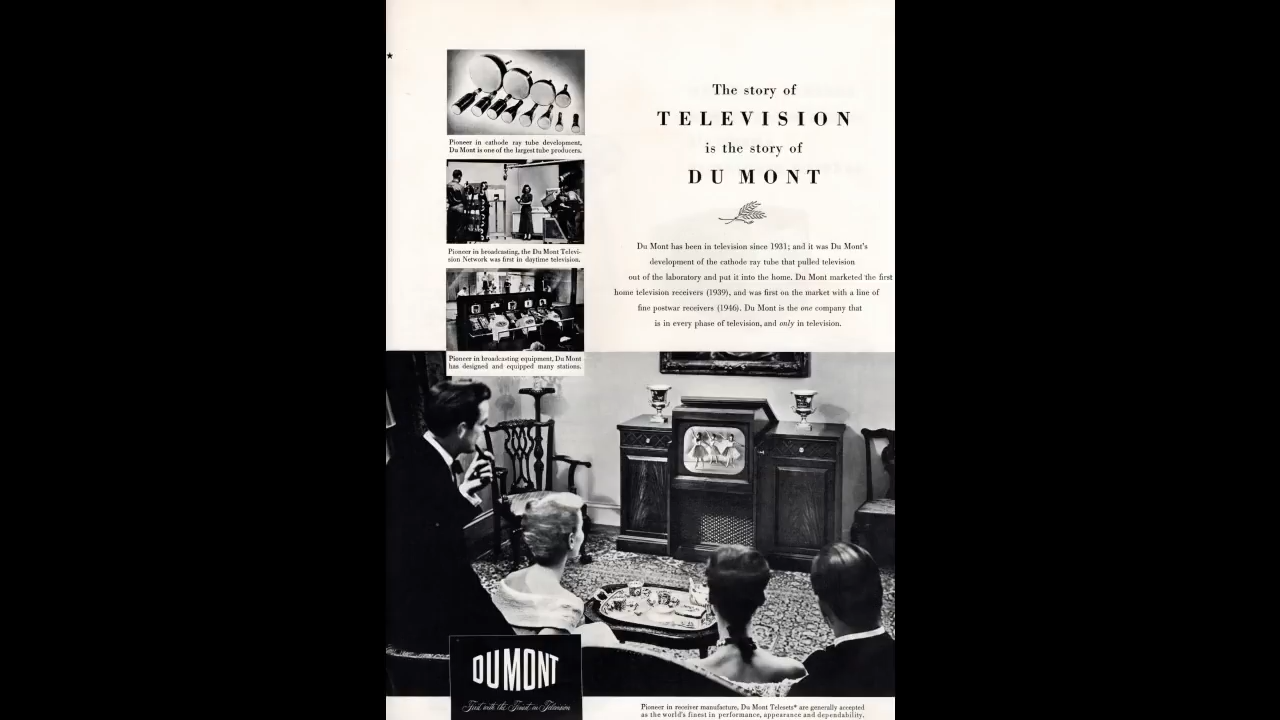 *
Pioneer in cathode ray tube development,
Du Mont is one of the largest tube producers.
Pioneer in broadcasting, the Du Mont Televi-
sion Network was first in daytime television.
Pioneer in broadcasting equipment, Du Mont
has designed and equipped many stations.
The story of
TELEVISION
is the story of
DU MONT
Du Mont has been in television since 1931; and it was Du Mont's
development of the cathode ray tube that pulled television
out of the laboratory and put it into the home. Du Mont marketed the first
home television receivers (1939), and was first on the market with a line of
fine postwar receivers (1946). Du Mont is the one company that
is in every phase of television, and only in television.
DUMONT
First with the Finest in Television
Pioneer in receiver manufacture, Du Mont Telesets* are generally accepted
as the world's finest in performance, appearance and dependability.